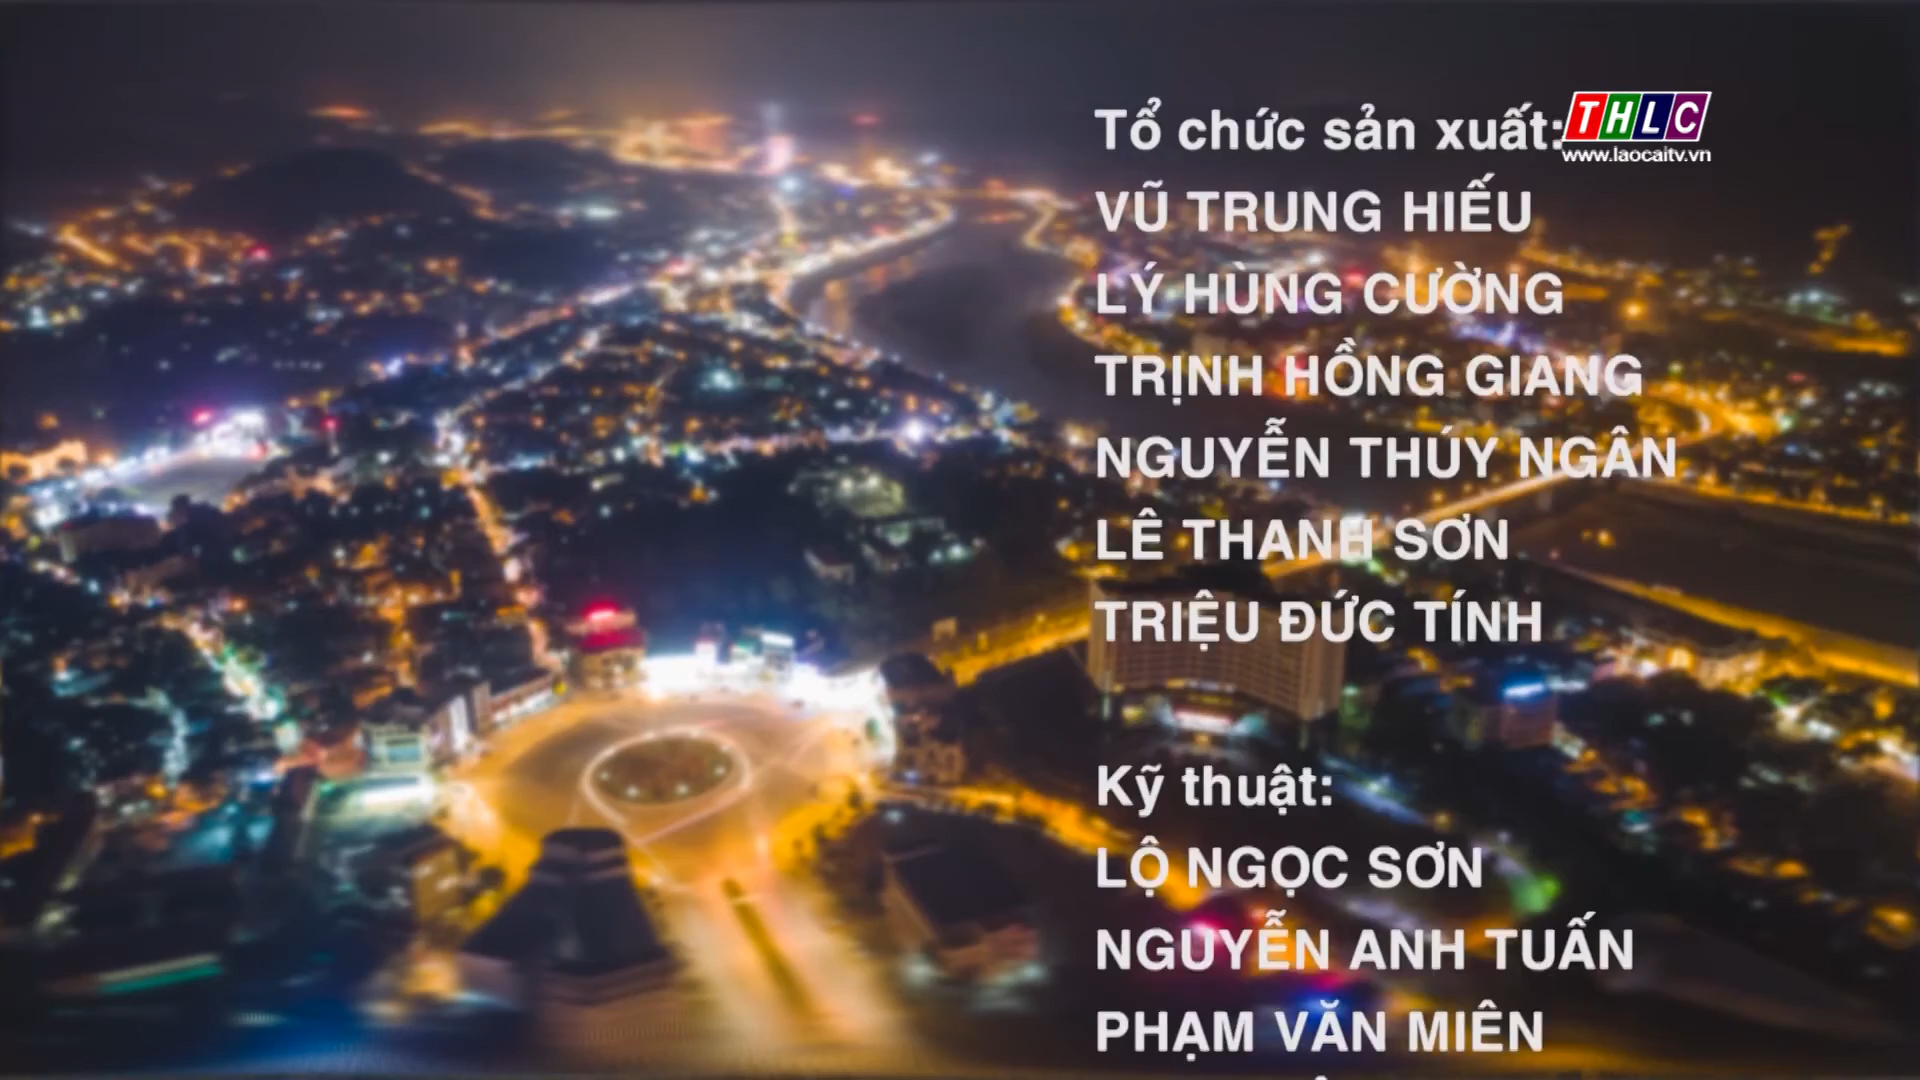 Tổ chức sản xuất:
THLC
www.laocaitv.vn
VŨ TRUNG HIẾU
LÝ HÙNG CƯỜNG
TRỊNH HỒNG GIANG
NGUYỄN THÚY NGÂN
LÊ THANH SƠN
TRIỆU ĐỨC TÍNH
Kỹ thuật:
LỘ NGỌC SƠN
NGUYỄN ANH TUẤN
PHẠM VĂN MIÊN